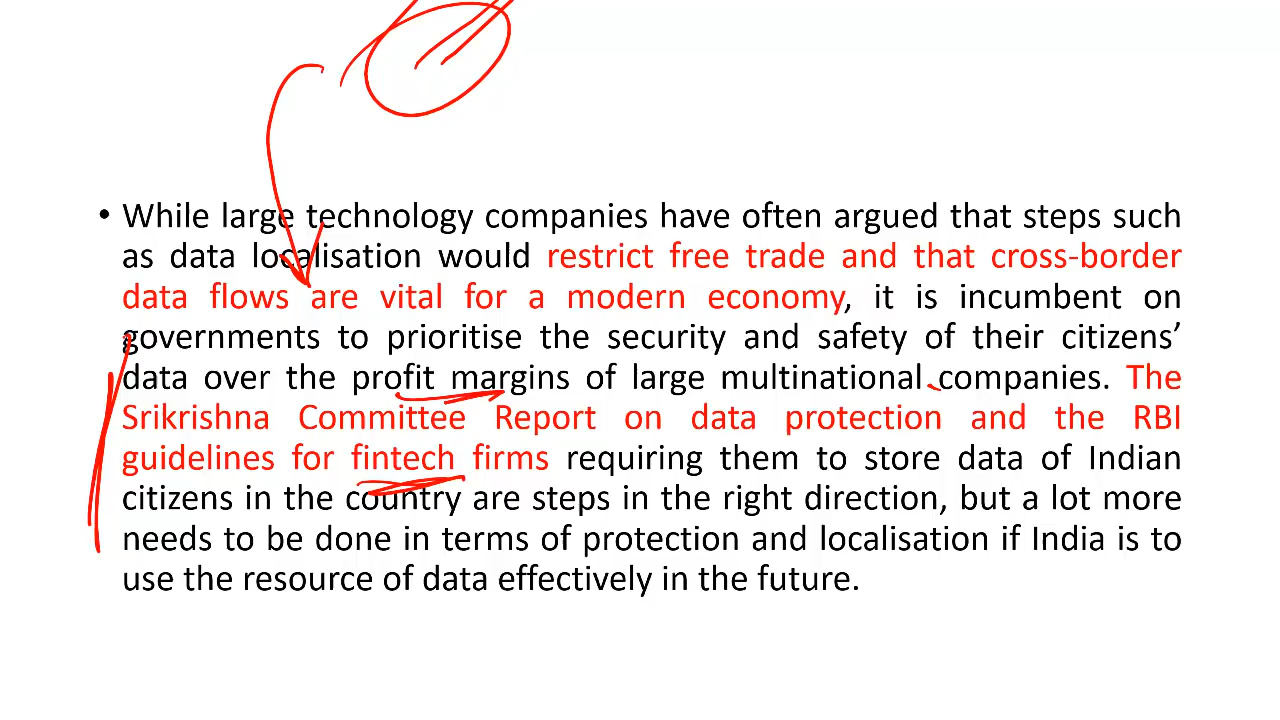 • While large technology companies have often argued that steps such
as data localisation would restrict free trade and that cross-border
data flows are vital for a modern economy, it is incumbent on
governments to prioritise the security and safety of their citizens’
data over the profit margins of large multinational companies. The
Srikrishna Committee Report on data protection and the RBI
guidelines for fintech firms requiring them to store data of Indian
citizens in the country are steps in the right direction, but a lot more
needs to be done in terms of protection and localisation if India is to
use the resource of data effectively in the future.